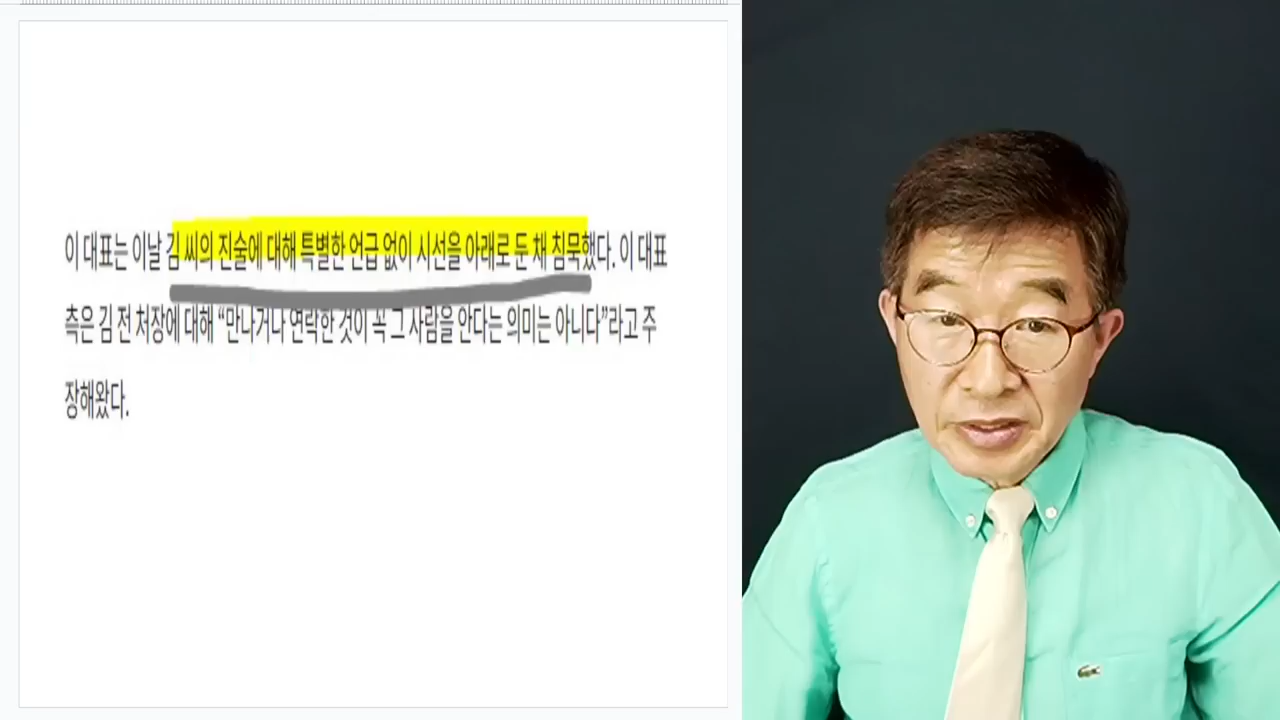 이 대표는 이날 김 씨의 진술에 대해 특별한 언급 없이 시선을 아래로 둔 채 침묵했다. 이 대표
측은 김 전 처장에 대해 “만나거나 연락한 것이 꼭 그 사람을 안다는 의미는 아니다”라고 주
장해왔다.